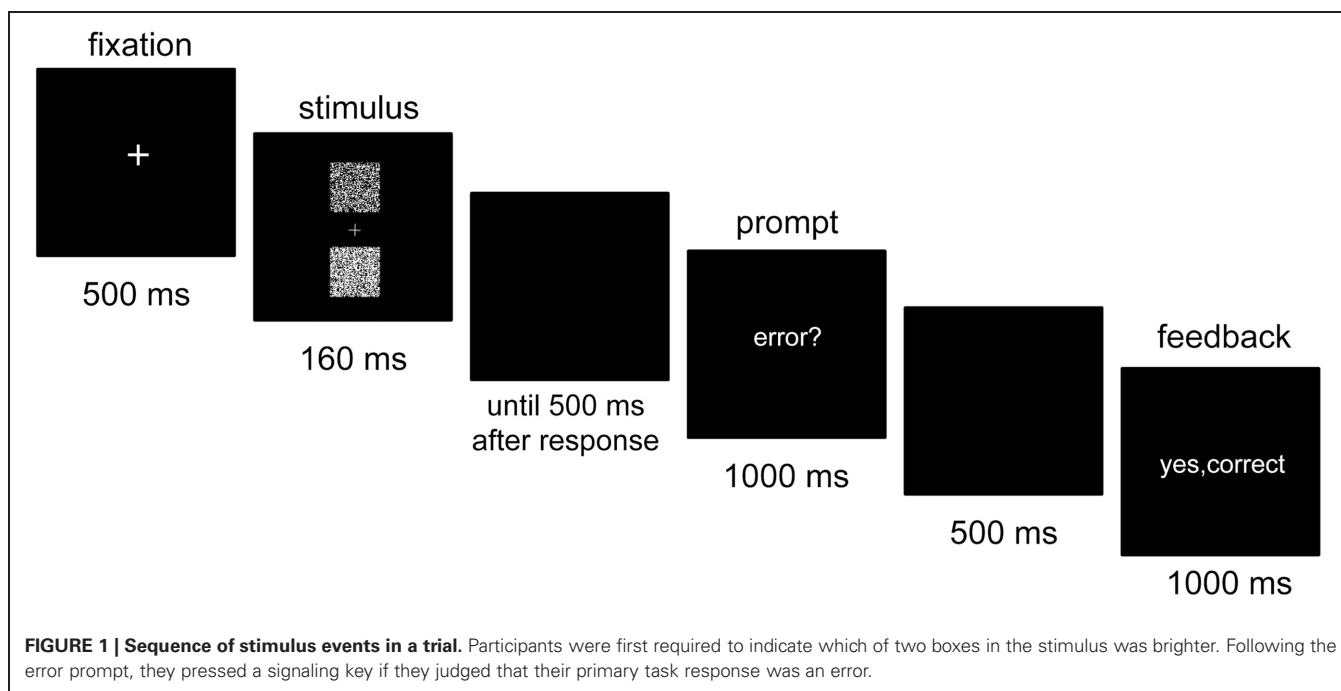 fixation
+
500 ms
stimulus
+
160 ms
until 500 ms
after response
prompt
error?
1000 ms
500 ms
feedback
yes,correct
1000 ms
FIGURE 1 | Sequence of stimulus events in a trial. Participants were first required to indicate which of two boxes in the stimulus was brighter. Following the
error prompt, they pressed a signaling key if they judged that their primary task response was an error.